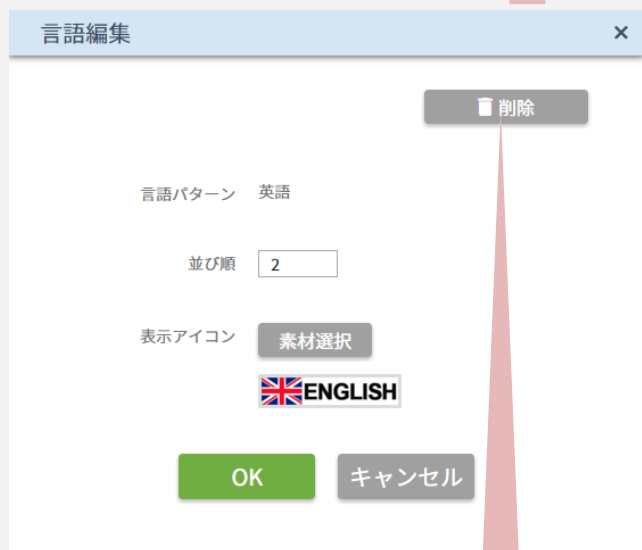 言語編集 ×
削除
言語パターン 英語
並び順 2
表示アイコン 素材選択
ENGLISH
OK キャンセル